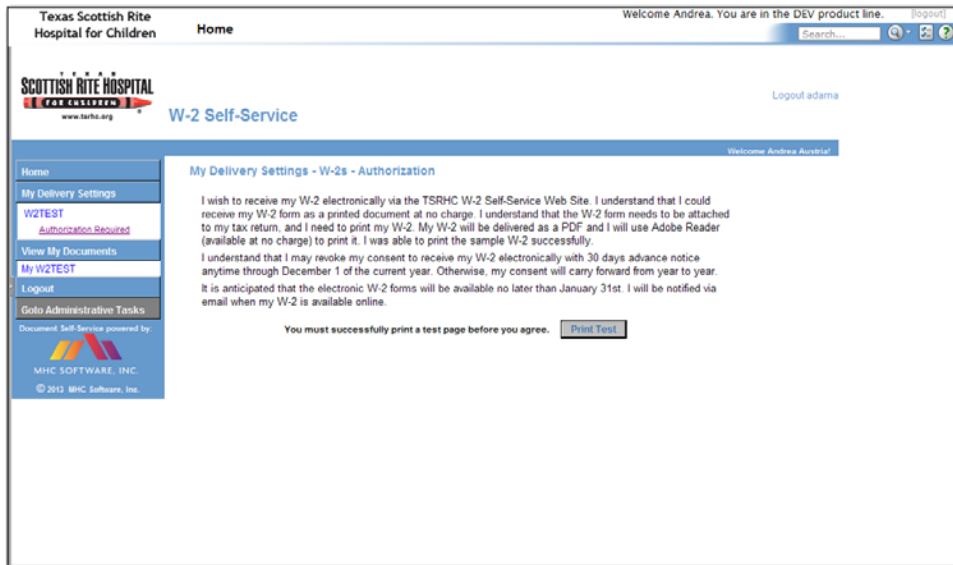 Texas Scottish Rite
Hospital for Children
Home
Welcome Andrea. You are in the DEV product line.
[logout]
Search...
TEXAS
SCOTTISH RITE HOSPITAL
FOR CHILDREN
www.tsrhc.org
W-2 Self-Service
Logout adama
Welcome Andrea Austria!
Home
My Delivery Settings
W2TEST
Authorization Required
View My Documents
My W2TEST
Logout
Goto Administrative Tasks
Document Self-Service powered by:
MHC SOFTWARE, INC.
© 2013 MHC Software, Inc.
My Delivery Settings - W-2s - Authorization
I wish to receive my W-2 electronically via the TSRHC W-2 Self-Service Web Site. I understand that I could
receive my W-2 form as a printed document at no charge. I understand that the W-2 form needs to be attached
to my tax return, and I need to print my W-2. My W-2 will be delivered as a PDF and I will use Adobe Reader
(available at no charge) to print it. I was able to print the sample W-2 successfully.
I understand that I may revoke my consent to receive my W-2 electronically with 30 days advance notice
anytime through December 1 of the current year. Otherwise, my consent will carry forward from year to year.
It is anticipated that the electronic W-2 forms will be available no later than January 31st. I will be notified via
email when my W-2 is available online.
You must successfully print a test page before you agree.
Print Test